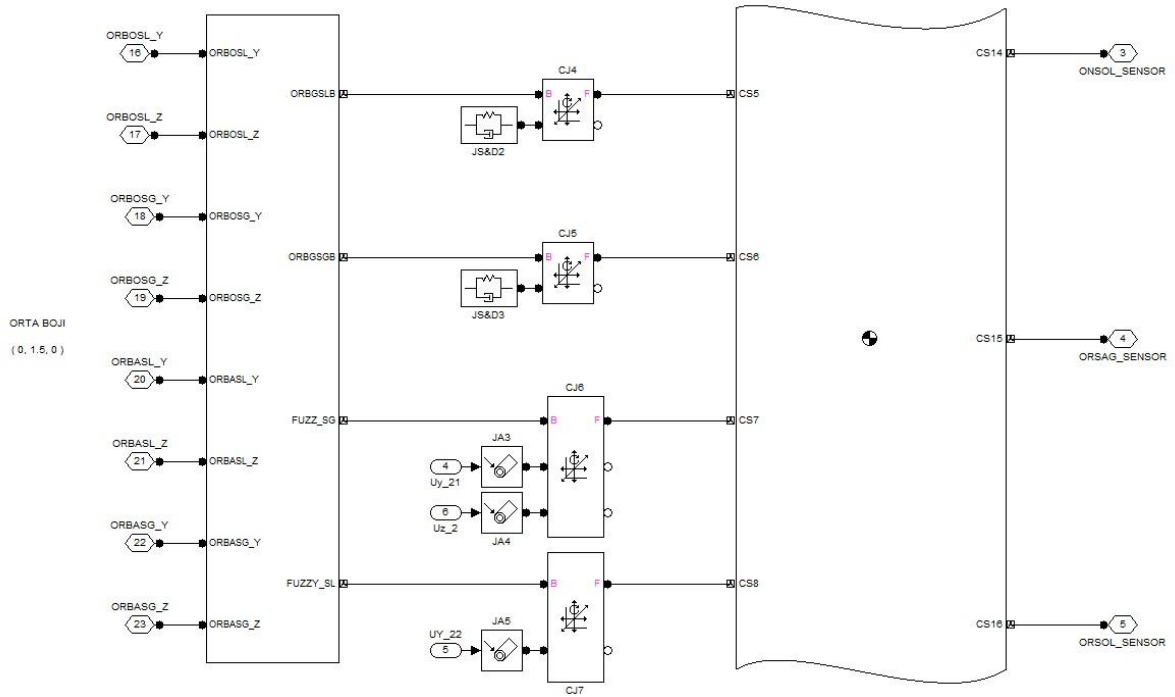 ORBOSL_Y
16
ORBOSL_Y
ORBOSL_Z
17
ORBOSL_Z
ORBOSG_Y
18
ORBOSG_Y
ORBOSG_Z
19
ORBOSG_Z
ORTA BOJI
( 0, 1.5, 0 )
ORBASL_Y
20
ORBASL_Y
ORBASL_Z
21
ORBASL_Z
ORBASG_Y
22
ORBASG_Y
ORBASG_Z
23
ORBASG_Z
ORBGSLB
ORBGSGB
FUZZ_SG
FUZZY_SL
CJ4
B
F
JS&D2
CJ5
B
F
JS&D3
CJ6
B
F
JA3
4
Uy_21
6
Uz_2
JA4
B
F
UY_22
5
JA5
CJ7
CS5
CS6
CS7
CS8
CS14
3
ONSOL_SENSOR
CS15
4
ORSAG_SENSOR
CS16
5
ORSOL_SENSOR